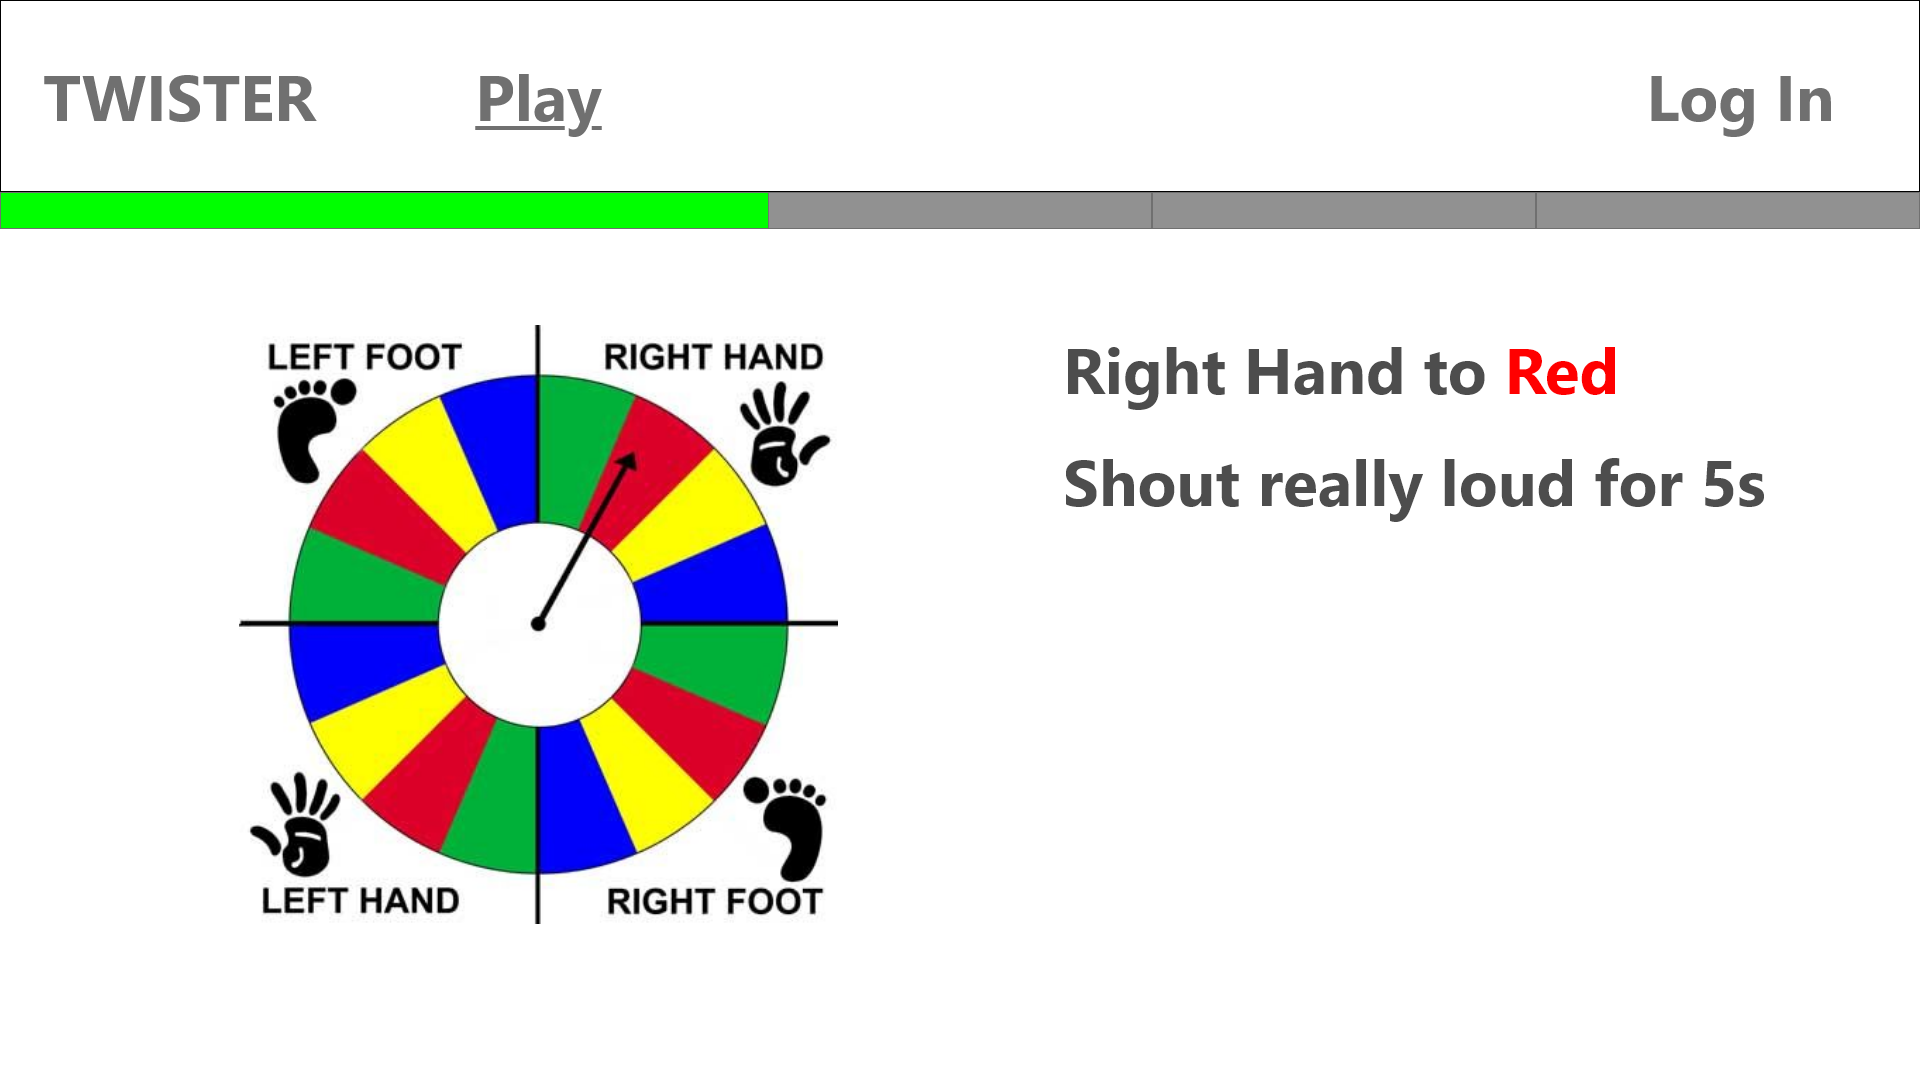 TWISTER Play Log In
LEFT FOOT RIGHT HAND
LEFT HAND RIGHT FOOT
Right Hand to Red
Shout really loud for 5s